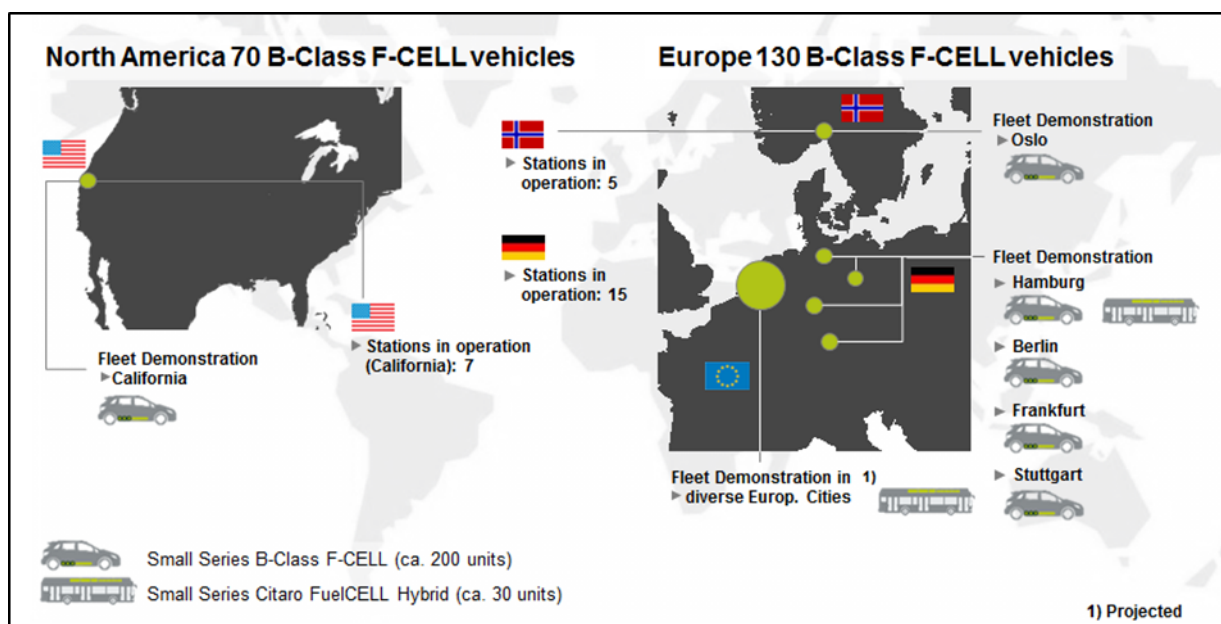 North America 70 B-Class F-CELL vehicles
Fleet Demonstration
California
Stations in operation
(California): 7
Europe 130 B-Class F-CELL vehicles
Stations in
operation: 5
Stations in
operation: 15
Fleet Demonstration
Oslo
Fleet Demonstration
Hamburg
Berlin
Frankfurt
Stuttgart
Fleet Demonstration in 1)
diverse Europ. Cities
Small Series B-Class F-CELL (ca. 200 units)
Small Series Citaro FuelCELL Hybrid (ca. 30 units)
1) Projected